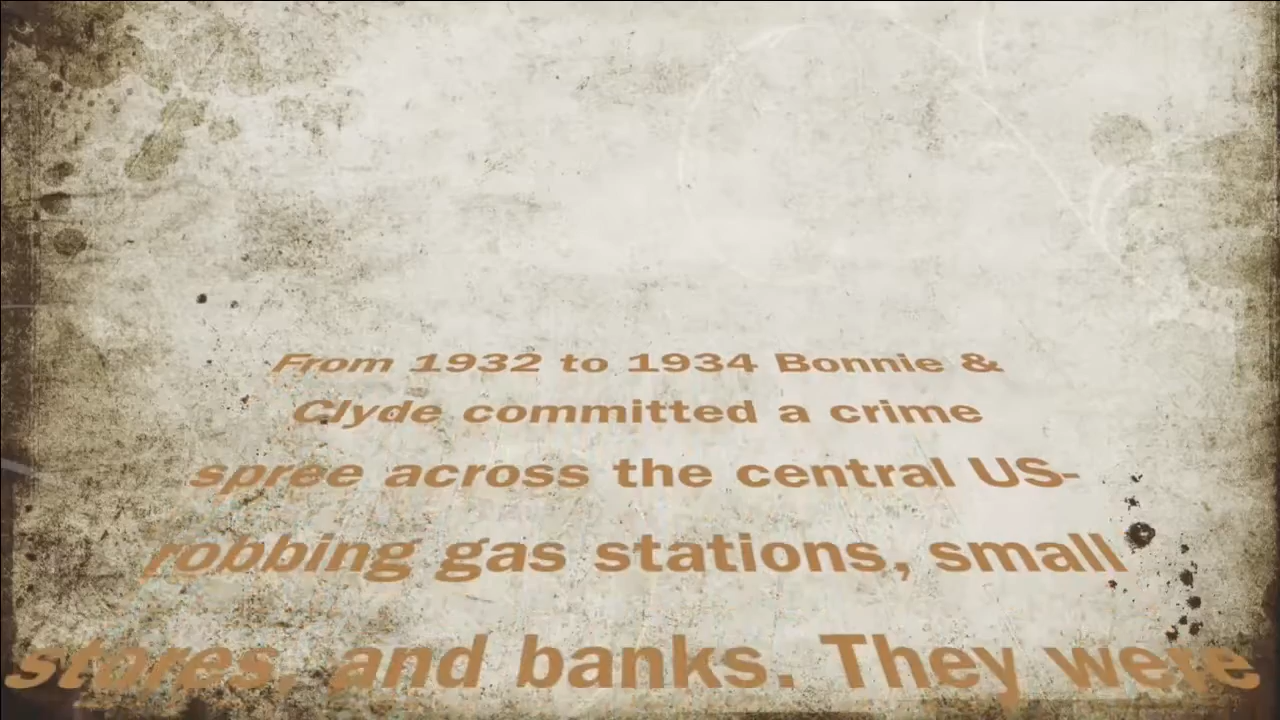 From 1932 to 1934 Bonnie &
Clyde committed a crime
spree across the central US-
robbing gas stations, small
stores, and banks. They were